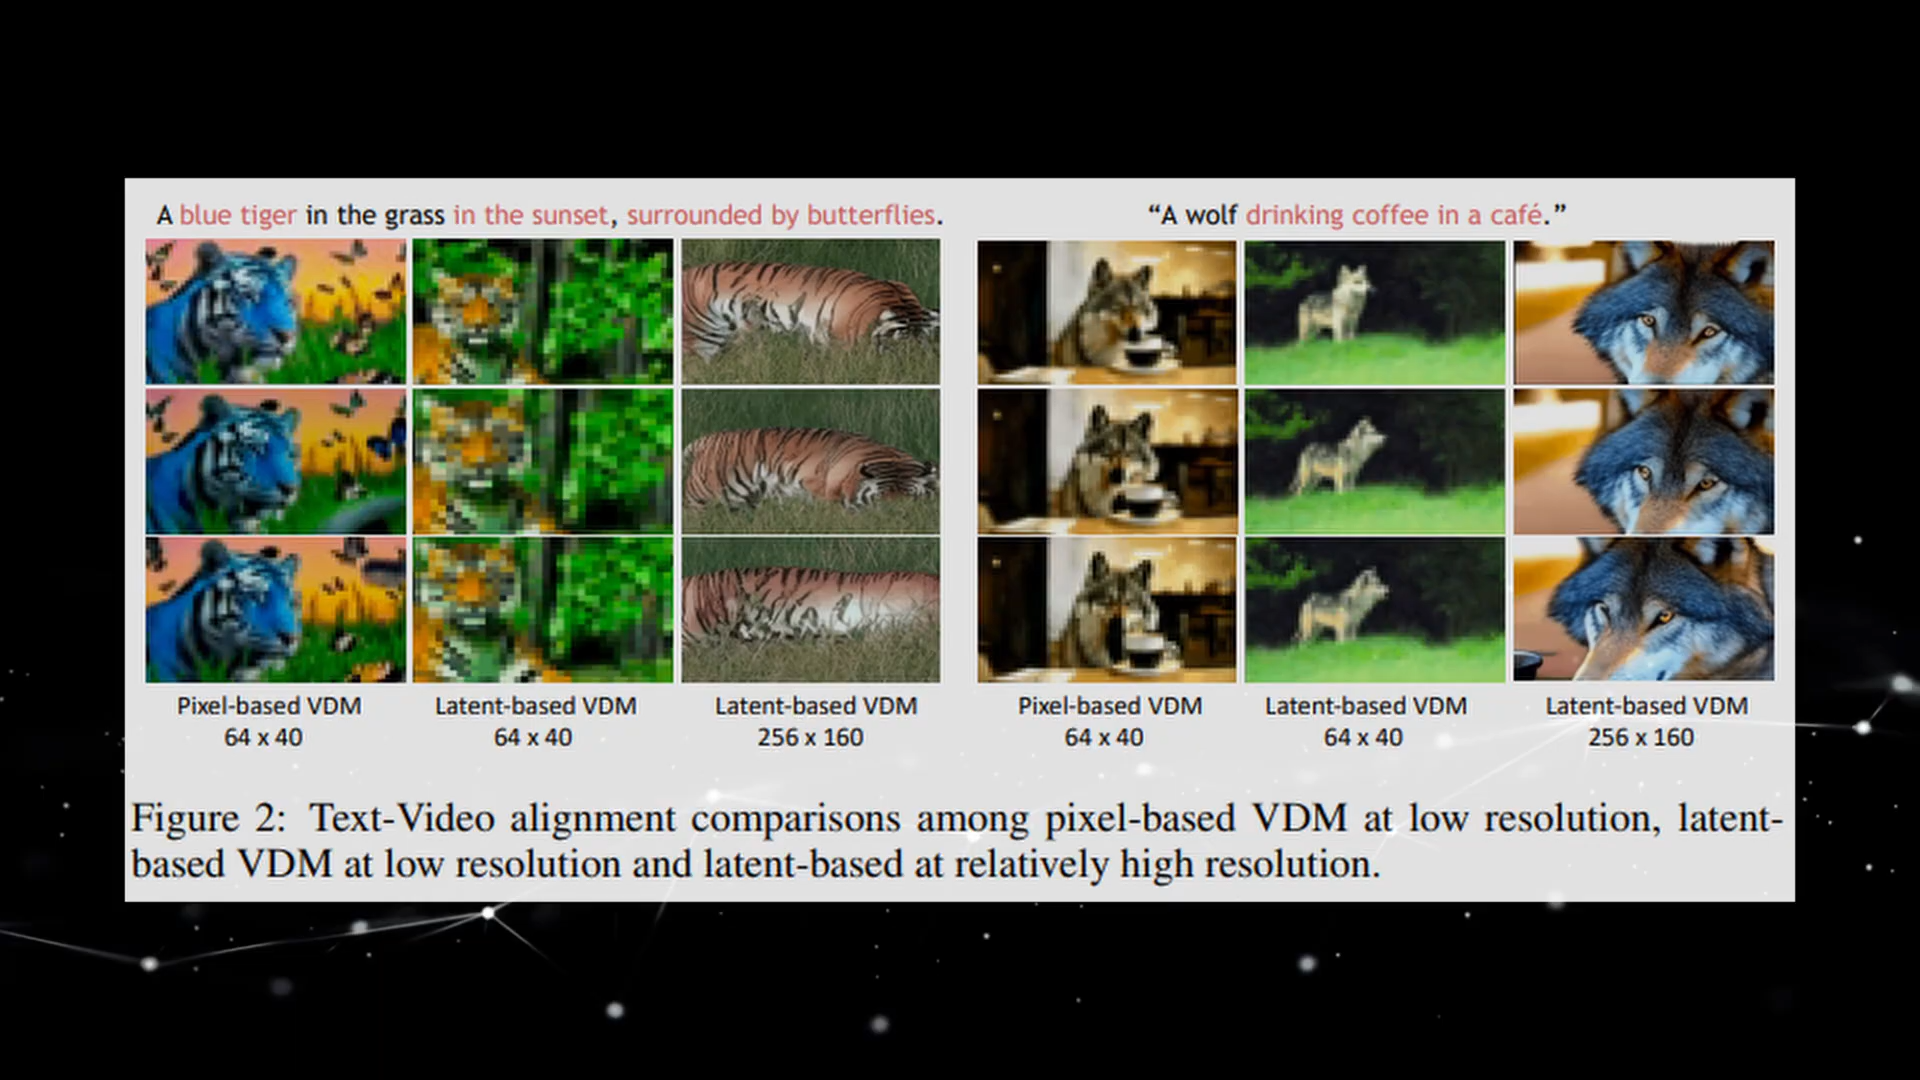 A blue tiger in the grass in the sunset, surrounded by butterflies.
“A wolf drinking coffee in a café.”
Pixel-based VDM
64 x 40
Latent-based VDM
64 x 40
Latent-based VDM
256 x 160
Pixel-based VDM
64 x 40
Latent-based VDM
64 x 40
Latent-based VDM
256 x 160
Figure 2: Text-Video alignment comparisons among pixel-based VDM at low resolution, latent-
based VDM at low resolution and latent-based at relatively high resolution.